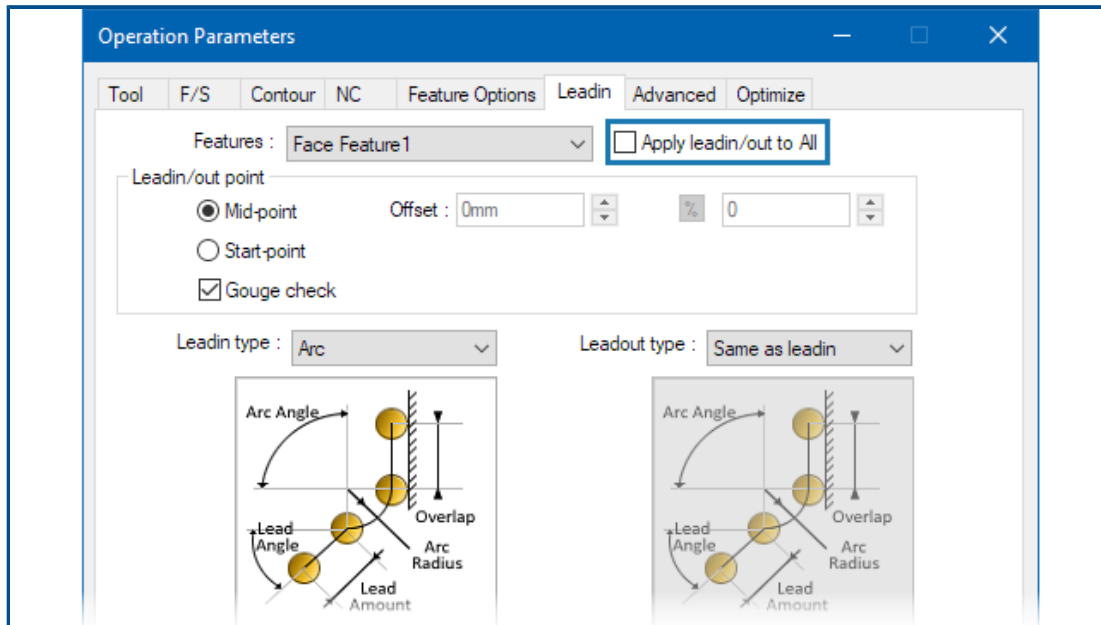 Operation Parameters
Tool F/S Contour NC Feature Options Leadin Advanced Optimize
Features : Face Feature1 Apply leadin/out to All
Leadin/out point
Mid-point Offset : 0mm % 0
Start-point
Gouge check
Leadin type : Arc Leadout type : Same as leadin
Arc Angle
Overlap
Lead
Angle
Arc
Radius
Lead
Amount
Arc Angle
Overlap
Lead
Angle
Arc
Radius
Lead
Amount